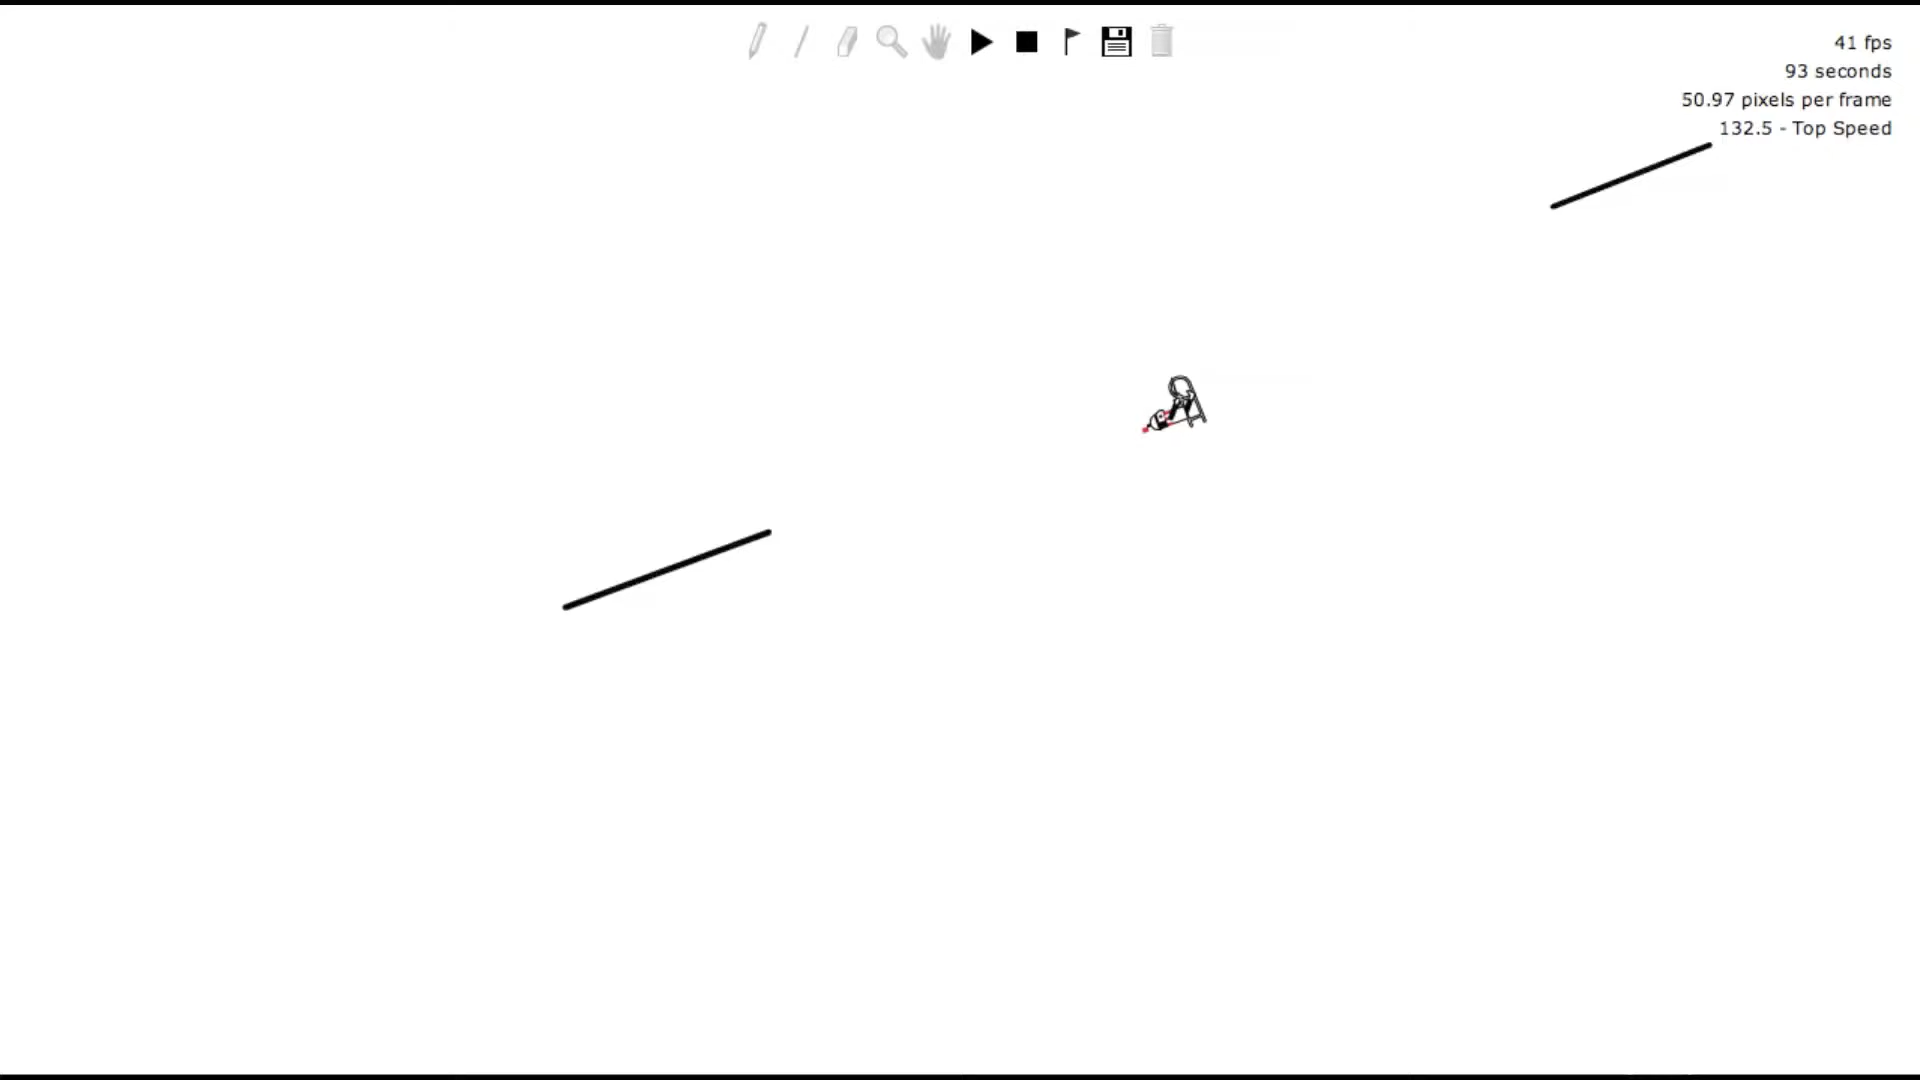 41 fps
93 seconds
50.97 pixels per frame
132.5 - Top Speed